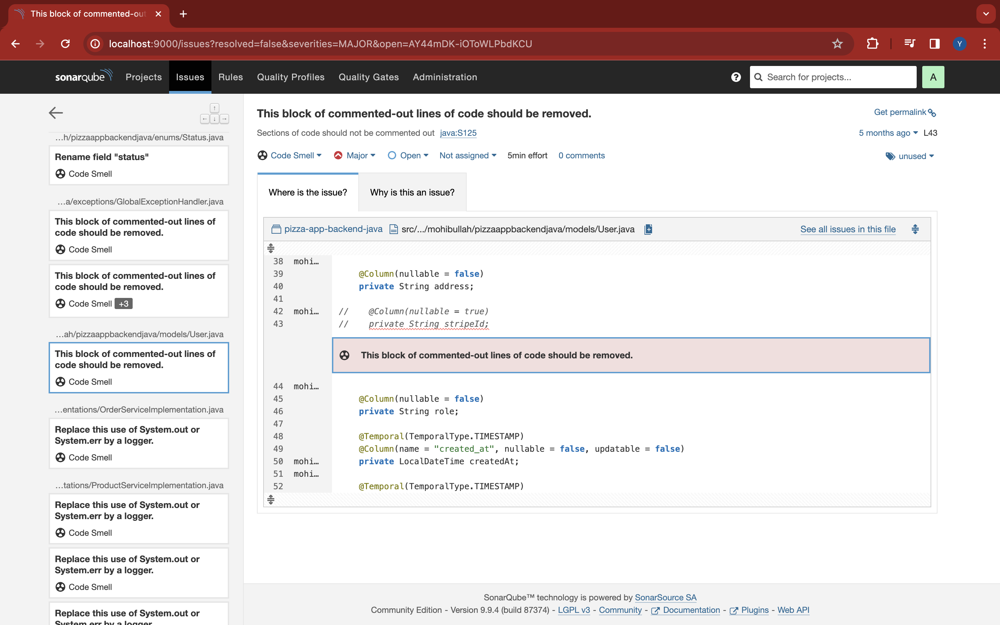 This block of commented-out
localhost:9000/issues?resolved=false&severities=MAJOR&open=AY44mDK-iOToWLPbdKCU
Y
sonarqube Projects Issues Rules Quality Profiles Quality Gates Administration ? Search for projects... A
…h/pizzaappbackendjava/enums/Status.java
Rename field "status"
Code Smell
…a/exceptions/GlobalExceptionHandler.java
This block of commented-out lines of
code should be removed.
Code Smell
This block of commented-out lines of
code should be removed.
Code Smell +3
…ah/pizzaappbackendjava/models/User.java
This block of commented-out lines of
code should be removed.
Code Smell
…entations/OrderServiceImplementation.java
Replace this use of System.out or
System.err by a logger.
Code Smell
…tations/ProductServiceImplementation.java
Replace this use of System.out or
System.err by a logger.
Code Smell
Replace this use of System.out or
System.err by a logger.
Code Smell
Replace this use of System.out or
System.err by a logger.
This block of commented-out lines of code should be removed. Get permalink
Sections of code should not be commented out java:S125 5 months ago L43
Code Smell Major Open Not assigned 5min effort 0 comments unused
Where is the issue? Why is this an issue?
pizza-app-backend-java src/.../mohibullah/pizzaappbackendjava/models/User.java See all issues in this file
38 mohi…
39 @Column(nullable = false)
40 private String address;
41
42 mohi… // @Column(nullable = true)
43 // private String stripeId;
This block of commented-out lines of code should be removed.
44 mohi…
45 @Column(nullable = false)
46 private String role;
47
48 @Temporal(TemporalType.TIMESTAMP)
49 @Column(name = "created_at", nullable = false, updatable = false)
50 mohi… private LocalDateTime createdAt;
51 mohi…
52 @Temporal(TemporalType.TIMESTAMP)
SonarQube™ technology is powered by SonarSource SA
Community Edition - Version 9.9.4 (build 87374) - LGPL v3 - Community - Documentation - Plugins - Web API